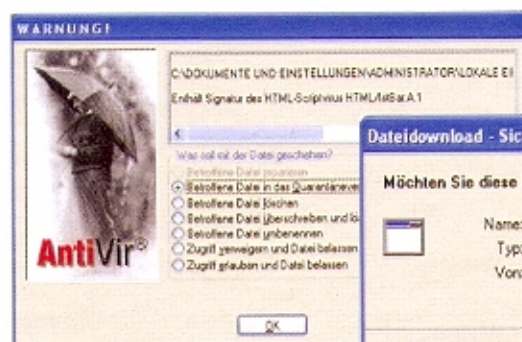 WARNUNG!
C:\DOKUMENTE UND EINSTELLUNGEN\ADMINISTRATOR\LOKALE EI
Enthält Signatur des HTML-Scriptvirus HTML/IstBar.A.1
Was soll mit der Datei geschehen?
Betroffene Datei reparieren
Betroffene Datei in das Quarantäneve
Betroffene Datei löschen
Betroffene Datei überschreiben und lö
Betroffene Datei umbenennen
Zugriff verweigern und Datei belassen
Zugriff erlauben und Datei belassen
AntiVir®
OK
Dateidownload - Sic
Möchten Sie diese
Name:
Typ:
Von: